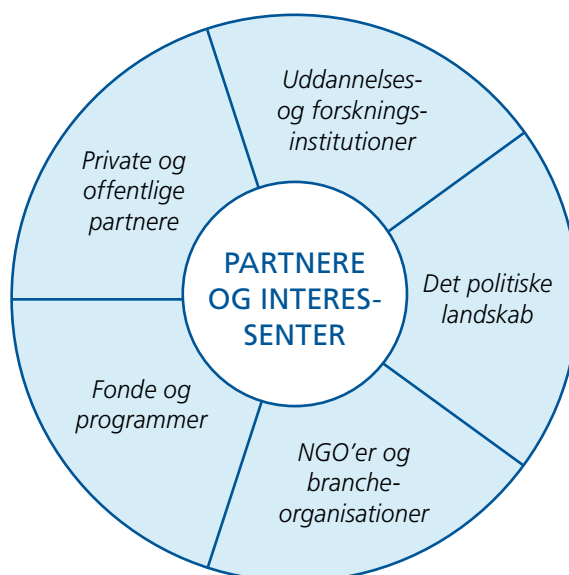 PARTNERE
OG INTERES-
SENTER
Uddannelses-
og forsknings-
institutioner
Det politiske
landskab
NGO’er og
branche-
organisationer
Fonde og
programmer
Private og
offentlige
partnere